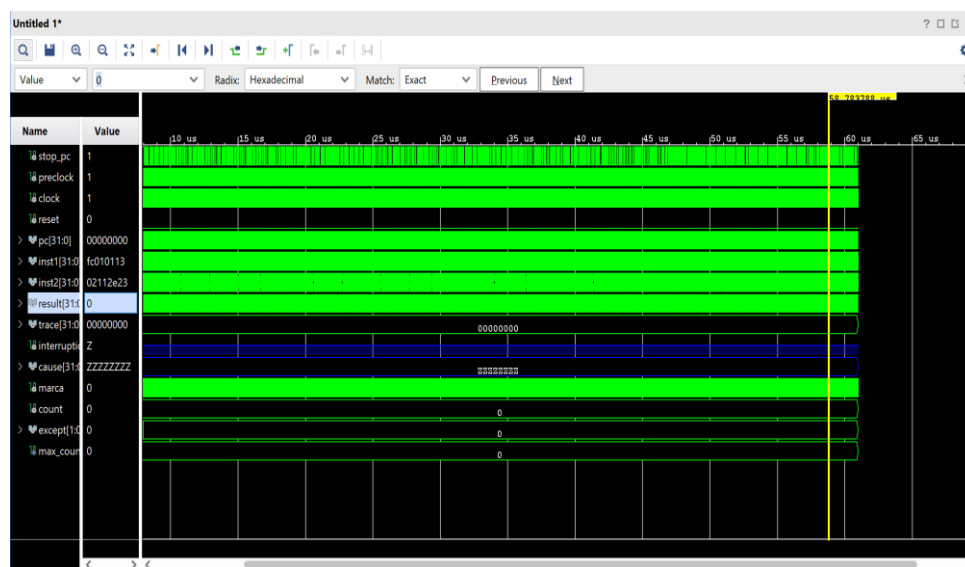 Untitled 1*
Value 0 Radix: Hexadecimal Match: Exact Previous Next
58.783788 us
Name Value
10 us 15 us 20 us 25 us 30 us 35 us 40 us 45 us 50 us 55 us 60 us 65 us
stop_pc 1
preclock 1
clock 1
reset 0
pc[31:0] 00000000
inst1[31:0 fc010113
inst2[31:0 02112e23
result[31:( 0
trace[31:0 00000000 00000000
interruptic Z
cause[31:( ZZZZZZZZ ZZZZZZZZ
marca 0
count 0 0
except[1:0 0 0
max_coun 0 0